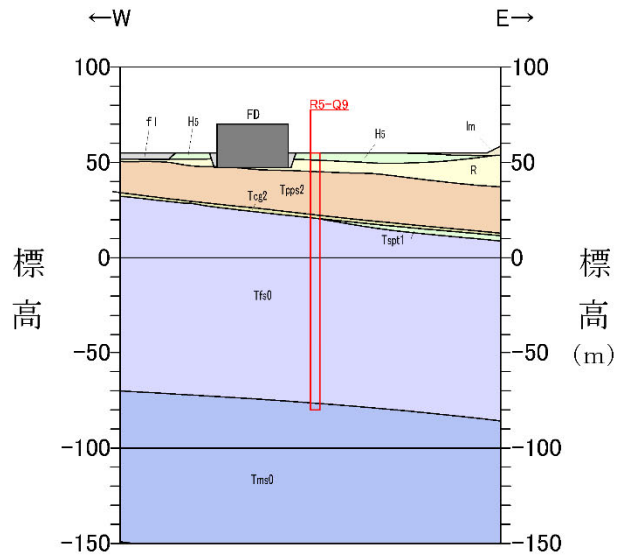 ←W
E→
100
100
R5-Q9
FD
lm
fl
H5
H5
50
50
R
Tpps2
Tcg2
Tspt1
0
0
標高
標高(m)
Tfs0
-50
-50
-100
-100
Tms0
-150
-150